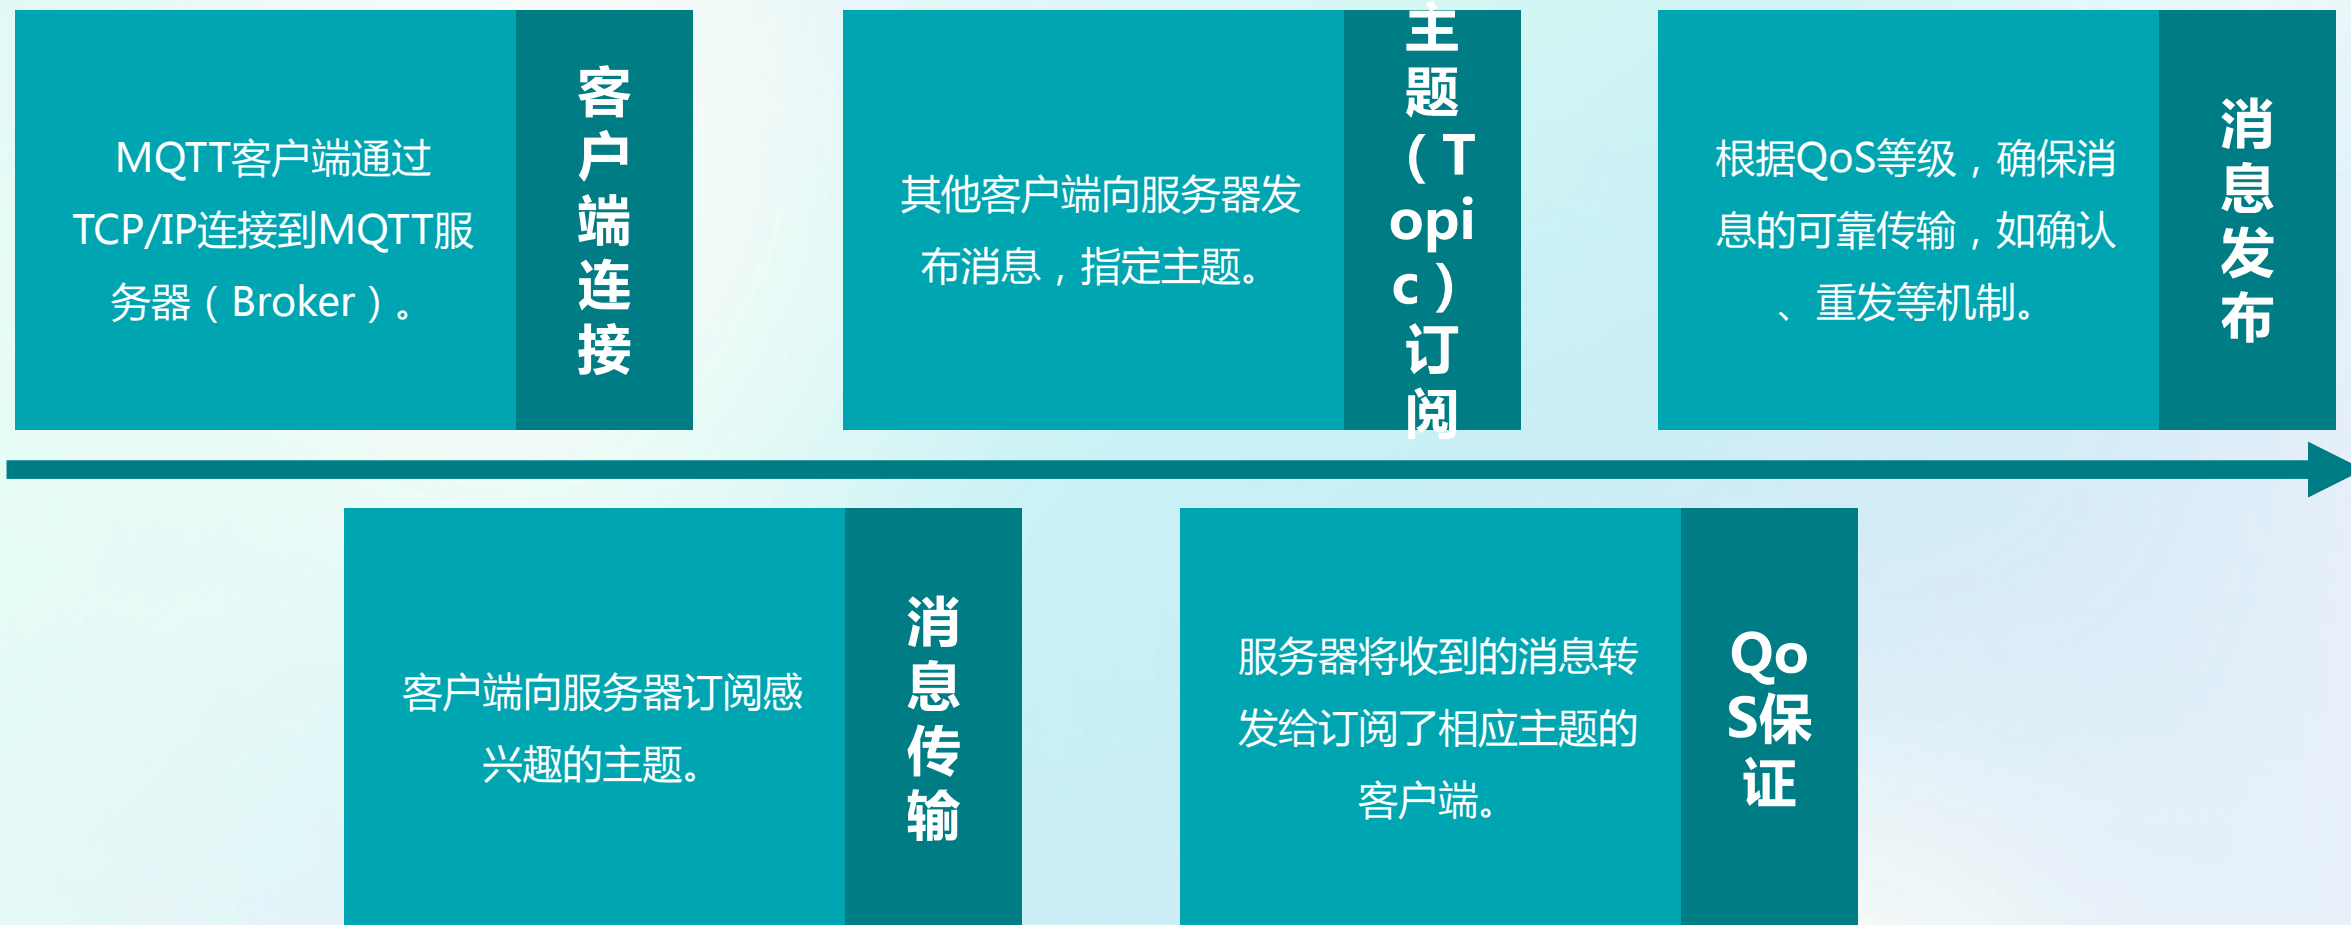 MQTT客户端通过
TCP/IP连接到MQTT服
务器（Broker）。
客
户
端
连
接
其他客户端向服务器发
布消息，指定主题。
主
题
（T
opi
c）
订
阅
根据QoS等级，确保消
息的可靠传输，如确认
、重发等机制。
消
息
发
布
客户端向服务器订阅感
兴趣的主题。
消
息
传
输
服务器将收到的消息转
发给订阅了相应主题的
客户端。
Qo
S保
证